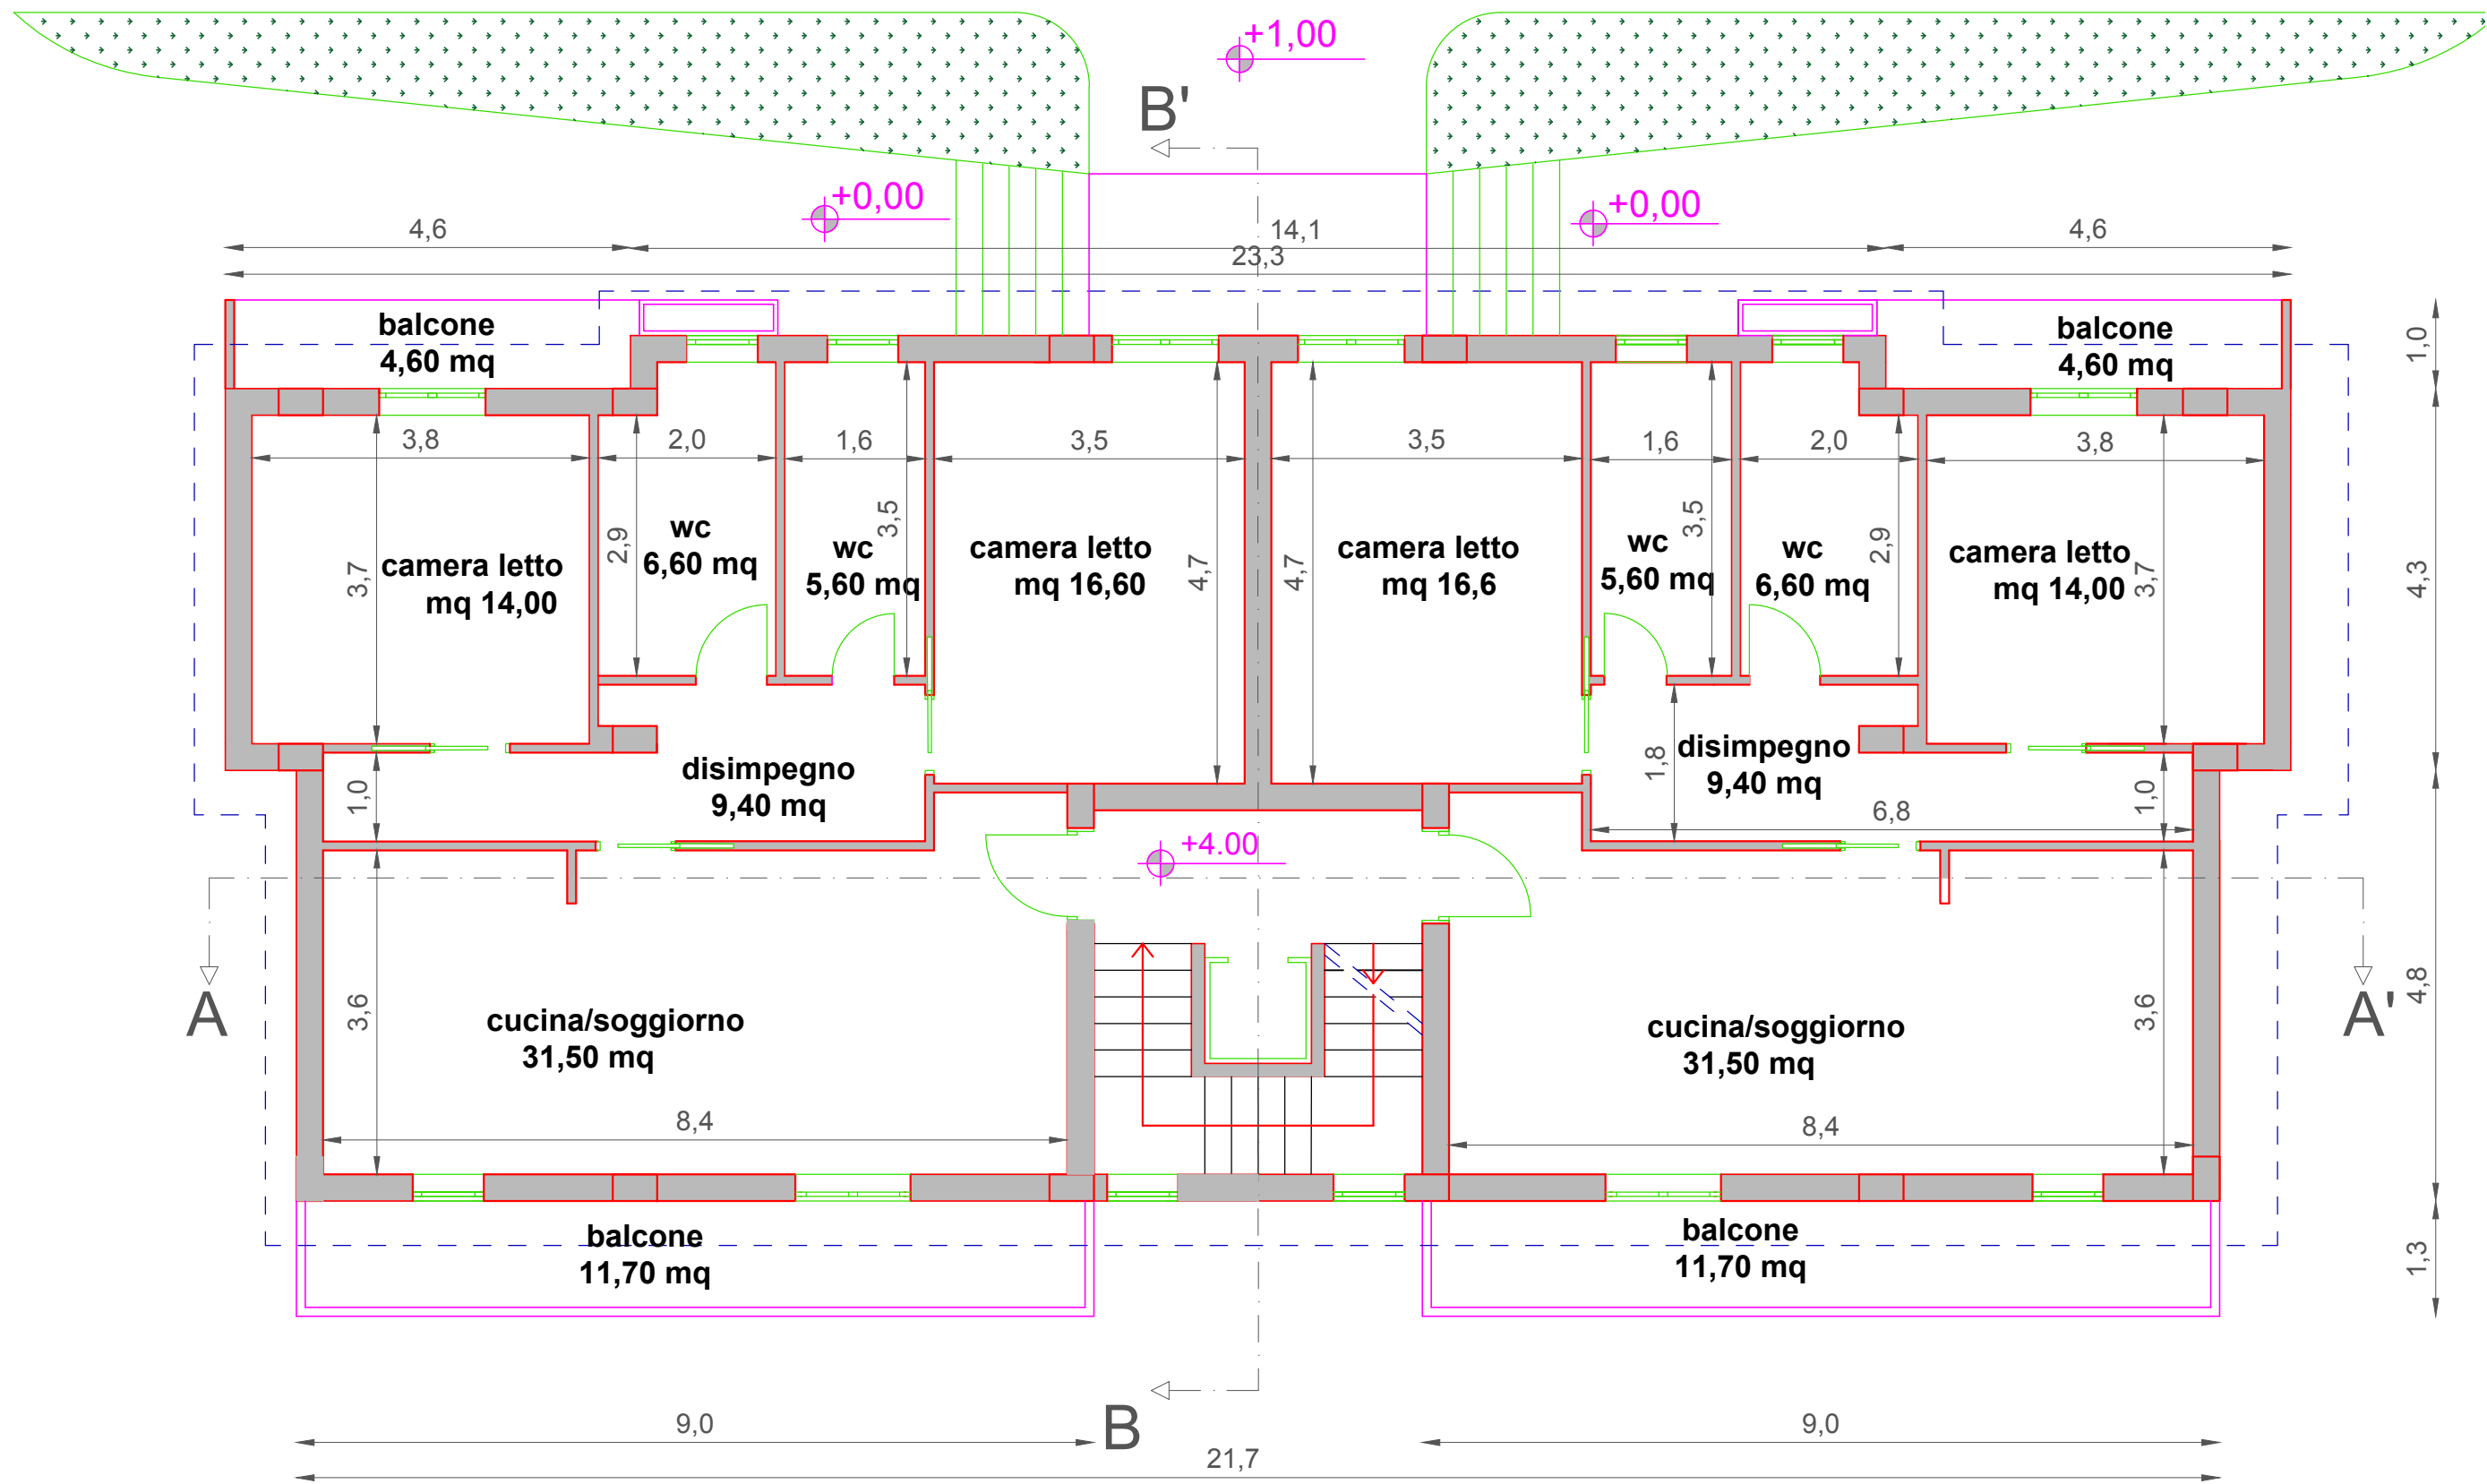 +1,00
B'
+0,00
+0,00
4,6
14,1
4,6
23,3
balcone
4,60 mq
balcone
4,60 mq
1,0
3,8
2,0
1,6
3,5
3,5
1,6
2,0
3,8
3,7
camera letto
mq 14,00
2,9
wc
6,60 mq
wc
5,60 mq
3,5
camera letto
mq 16,60
4,7
4,7
camera letto
mq 16,6
wc
5,60 mq
3,5
wc
6,60 mq
2,9
camera letto
mq 14,00
3,7
4,3
1,0
disimpegno
9,40 mq
1,8
disimpegno
9,40 mq
6,8
1,0
+4.00
A
3,6
cucina/soggiorno
31,50 mq
8,4
cucina/soggiorno
31,50 mq
8,4
3,6
A'
4,8
balcone
11,70 mq
balcone
11,70 mq
1,3
B
9,0
9,0
21,7